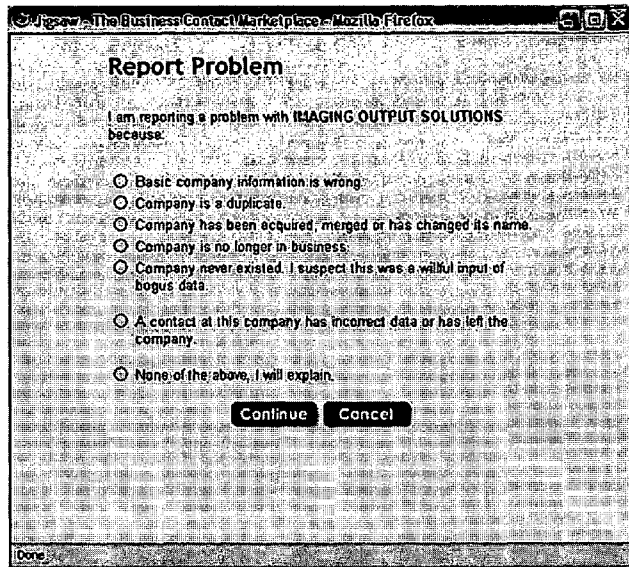 Jigsaw - The Business Contact Marketplace - Mozilla Firefox
Report Problem
I am reporting a problem with IMAGING OUTPUT SOLUTIONS
because:
Basic company information is wrong.
Company is a duplicate.
Company has been acquired, merged or has changed its name.
Company is no longer in business.
Company never existed. I suspect this was a willful input of
bogus data.
A contact at this company has incorrect data or has left the
company.
None of the above, I will explain.
Continue Cancel
Done